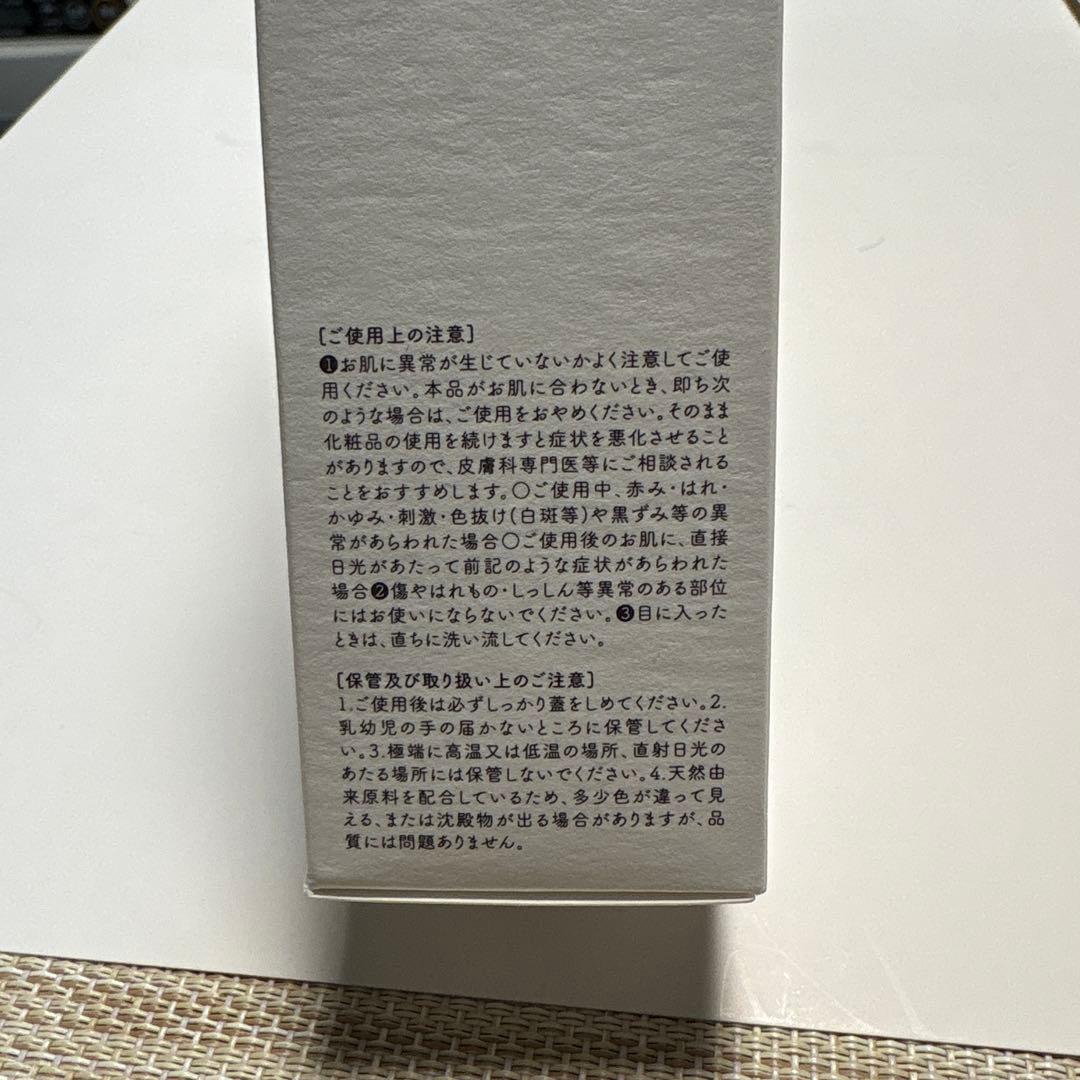 ［ご使用上の注意］
❶お肌に異常が生じていないかよく注意してご使
用ください。本品がお肌に合わないとき、即ち次
のような場合は、ご使用をおやめください。そのまま
化粧品の使用を続けますと症状を悪化させること
がありますので、皮膚科専門医等にご相談される
ことをおすすめします。〇ご使用中、赤み・はれ・
かゆみ・刺激・色抜け(白斑等)や黒ずみ等の異
常があらわれた場合〇ご使用後のお肌に、直接
日光があたって前記のような症状があらわれた
場合❷傷やはれもの・しっしん等異常のある部位
にはお使いにならないでください。❸目に入った
ときは、直ちに洗い流してください。
［保管及び取り扱い上のご注意］
1.ご使用後は必ずしっかり蓋をしめてください。2.
乳幼児の手の届かないところに保管してくださ
い。3.極端に高温又は低温の場所、直射日光の
あたる場所には保管しないでください。4.天然由
来原料を配合しているため、多少色が違って見
える、または沈殿物が出る場合がありますが、品
質には問題ありません。